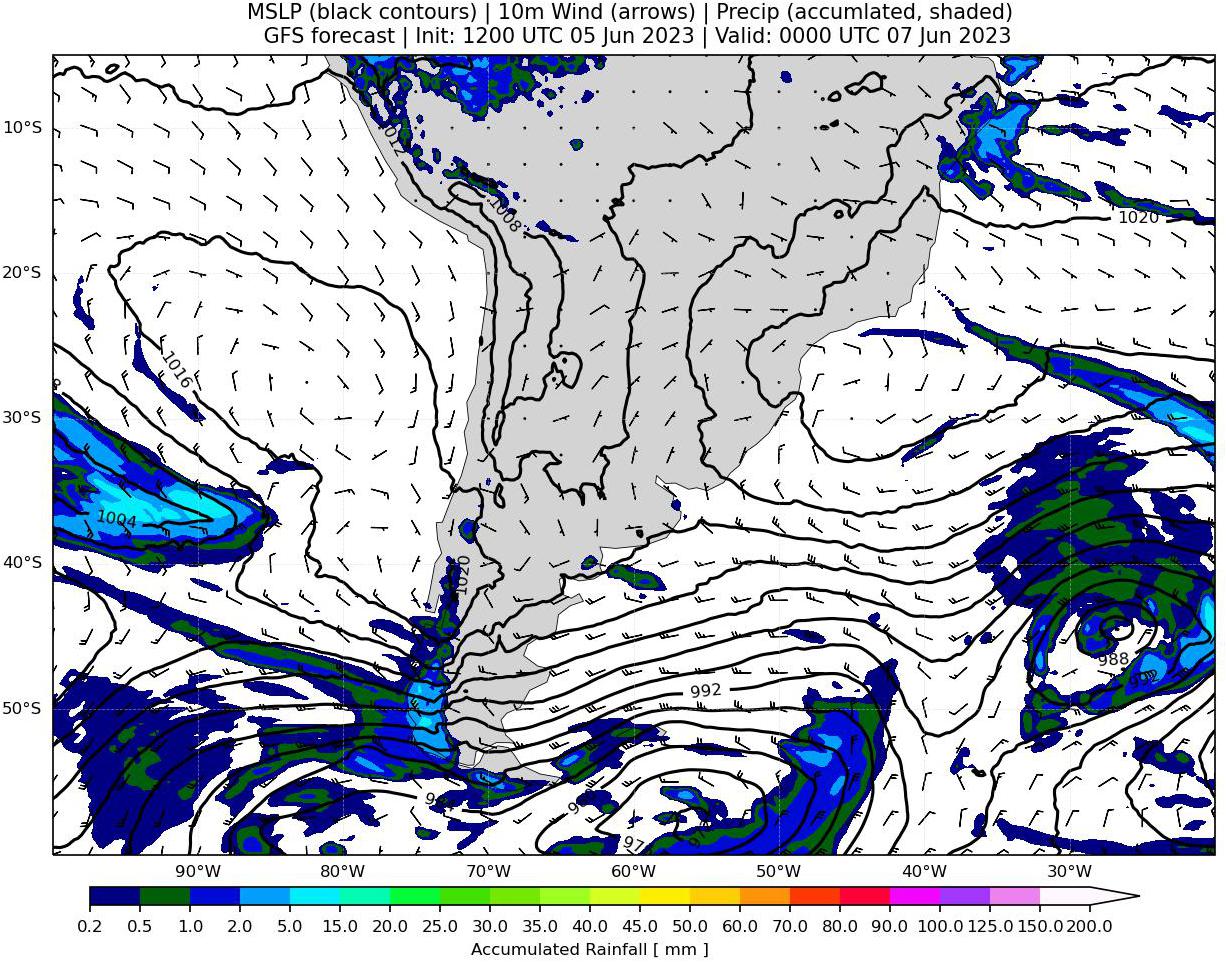 MSLP (black contours) | 10m Wind (arrows) | Precip (accumlated, shaded)
GFS forecast | Init: 1200 UTC 05 Jun 2023 | Valid: 0000 UTC 07 Jun 2023
10°S
1012
1008
1020
20°S
1016
30°S
1004
40°S
1020
988
992
992
50°S
984
97
90°W
80°W
70°W
60°W
50°W
40°W
30°W
0.2 0.5 1.0 2.0 5.0 10.0 15.0 20.0 25.0 30.0 35.0 40.0 45.0 50.0 60.0 70.0 80.0 90.0 100.0 125.0 150.0 200.0
Accumulated Rainfall [ mm ]